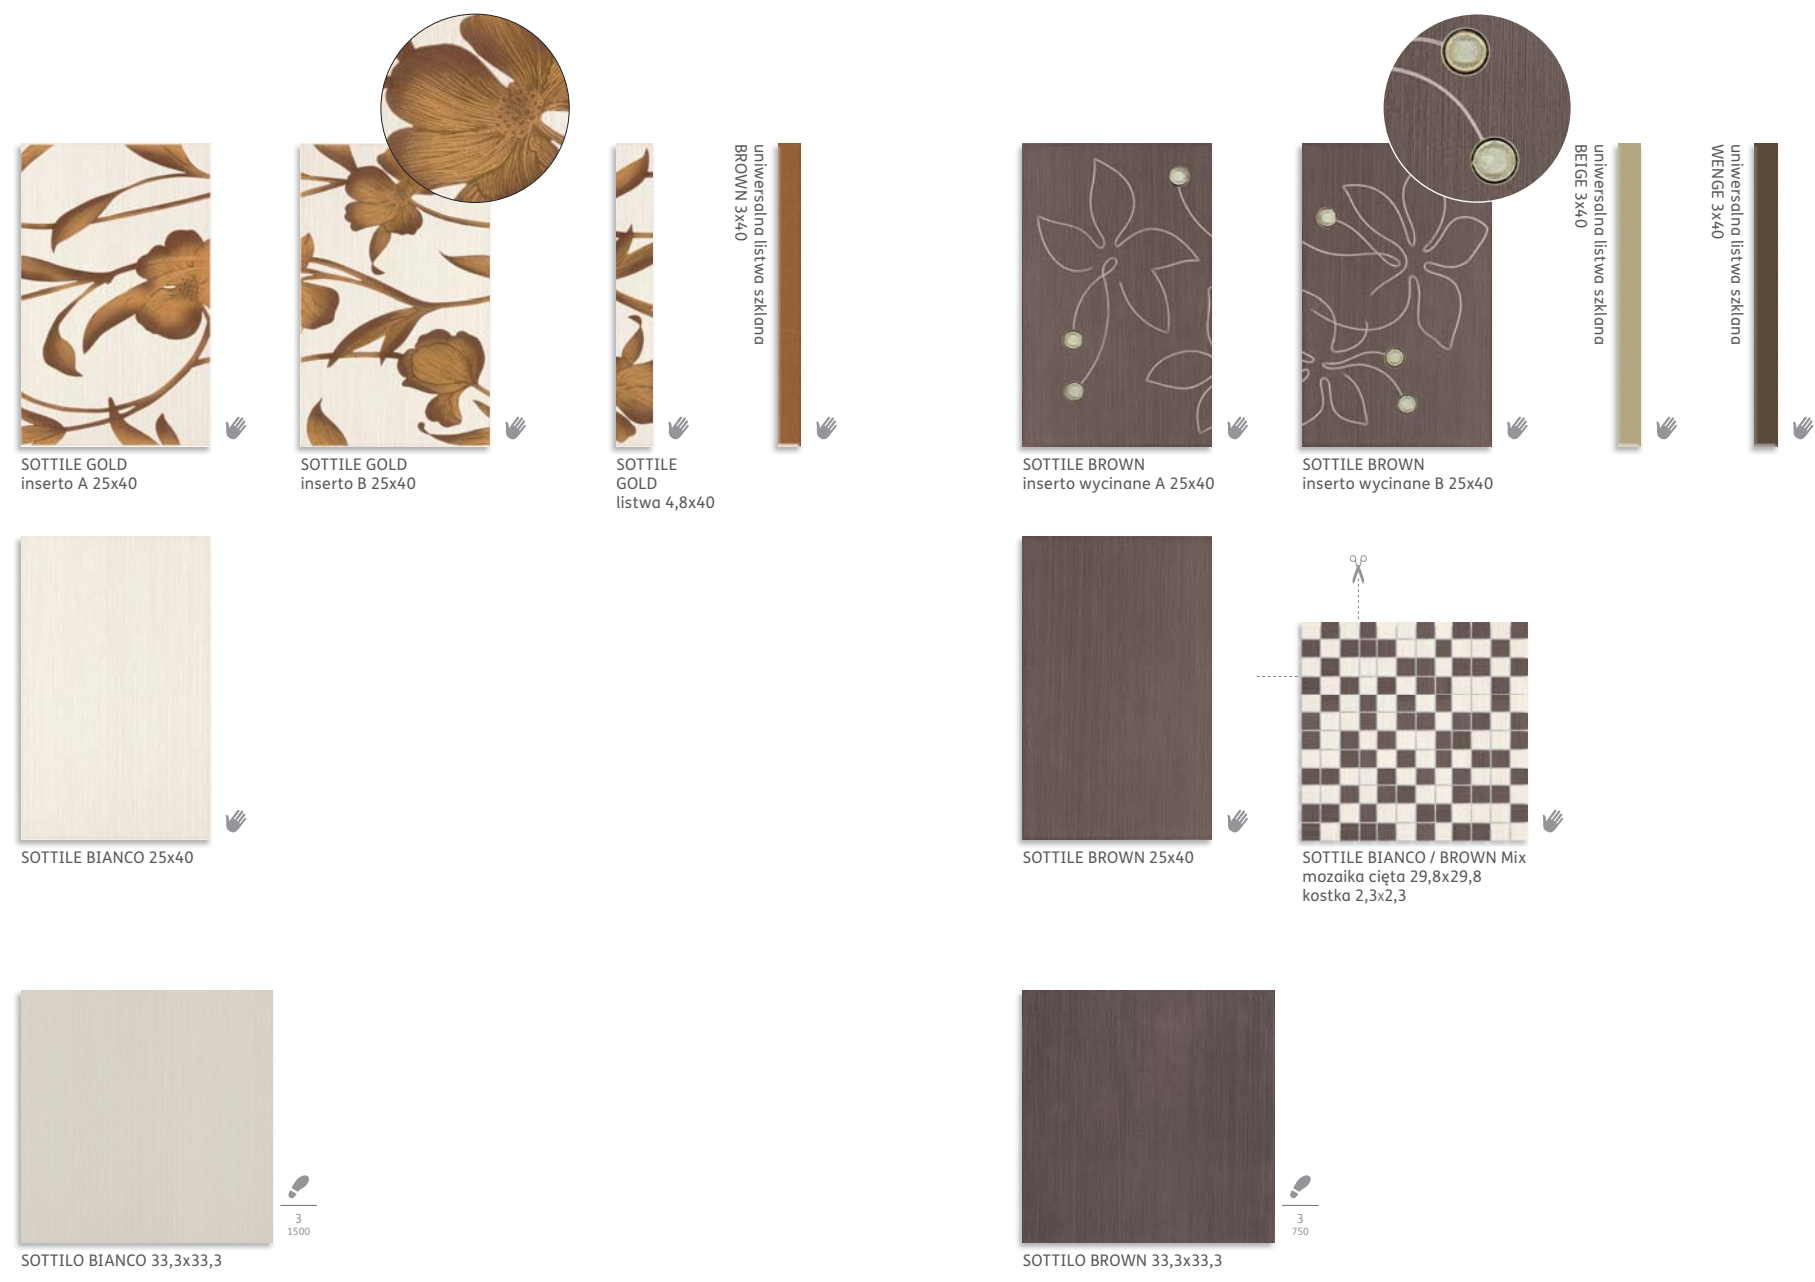 uniwersalna listwa szklana
BROWN 3x40
uniwersalna listwa szklana
BEIGE 3x40
uniwersalna listwa szklana
WENGE 3x40
SOTTILE GOLD
inserto A 25x40
SOTTILE GOLD
inserto B 25x40
SOTTILE
GOLD
listwa 4,8x40
SOTTILE BROWN
inserto wycinane A 25x40
SOTTILE BROWN
inserto wycinane B 25x40
SOTTILE BIANCO 25x40
SOTTILE BROWN 25x40
SOTTILE BIANCO / BROWN Mix
mozaika cięta 29,8x29,8
kostka 2,3x2,3
3
1500
SOTTILO BIANCO 33,3x33,3
3
750
SOTTILO BROWN 33,3x33,3